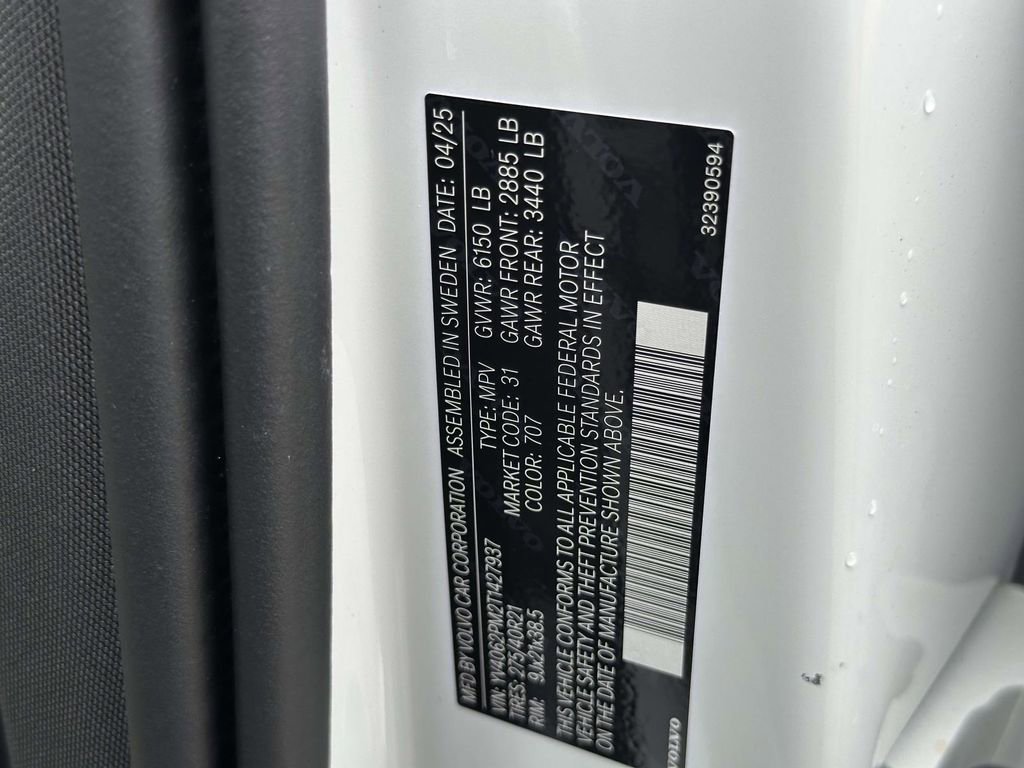 MFD BY VOLVO CAR CORPORATION ASSEMBLED IN SWEDEN DATE: 04/25
VIN: YV4062PM2T1427937 TYPE: MPV GVWR: 6150 LB
TIRES: 275/40R21 MARKET CODE: 31 GAWR FRONT: 2885 LB
RIM: 9.0x21x38.5 COLOR: 707 GAWR REAR: 3440 LB
THIS VEHICLE CONFORMS TO ALL APPLICABLE FEDERAL MOTOR
VEHICLE SAFETY AND THEFT PREVENTION STANDARDS IN EFFECT
ON THE DATE OF MANUFACTURE SHOWN ABOVE.
VOLVO 32390594